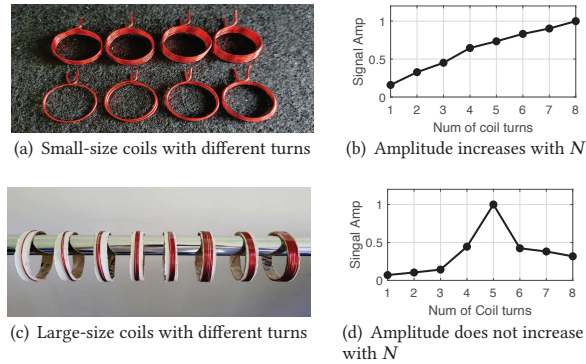 1
0.5
0
Signal Amp
1 2 3 4 5 6 7 8
Num of coil turns
(a) Small-size coils with different turns
(b) Amplitude increases with N
1
0.5
0
Singal Amp
1 2 3 4 5 6 7 8
Num of Coil turns
(c) Large-size coils with different turns
(d) Amplitude does not increase
with N